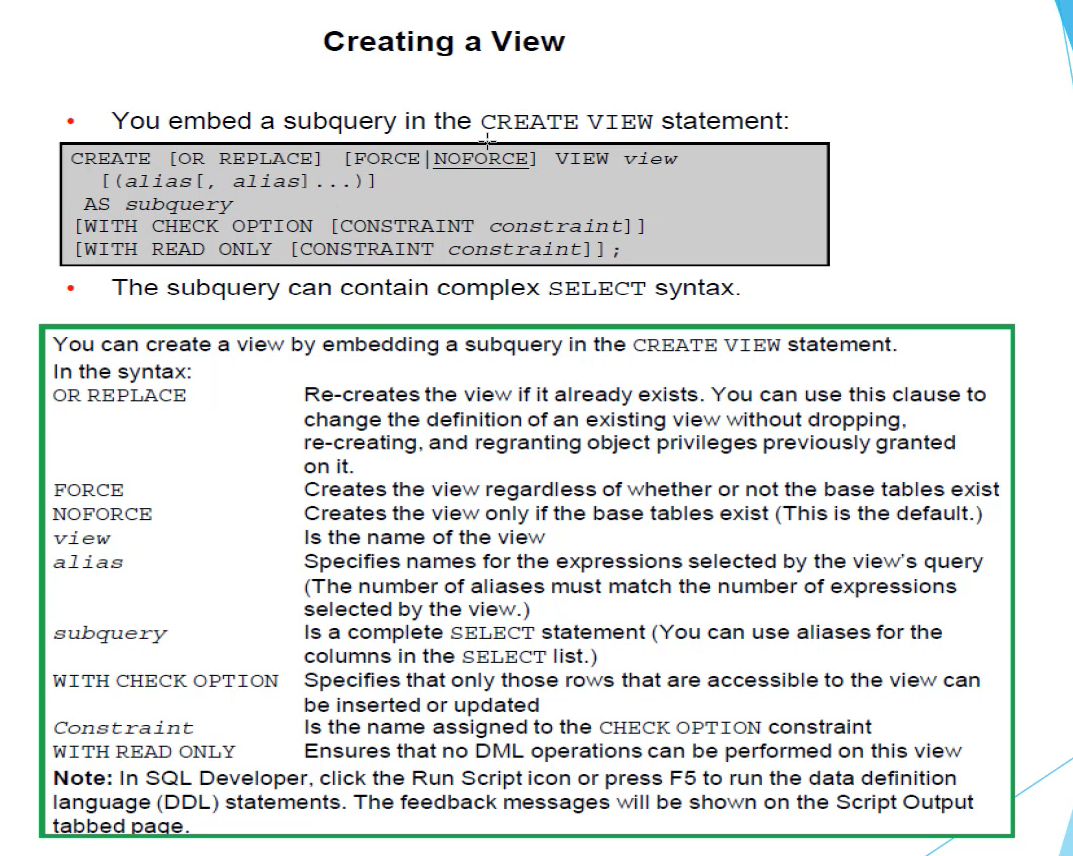 Creating a View
• You embed a subquery in the CREATE VIEW statement:
CREATE [OR REPLACE] [FORCE|NOFORCE] VIEW view
[(alias[, alias]...)]
AS subquery
[WITH CHECK OPTION [CONSTRAINT constraint]]
[WITH READ ONLY [CONSTRAINT constraint]];
• The subquery can contain complex SELECT syntax.
You can create a view by embedding a subquery in the CREATE VIEW statement.
In the syntax:
OR REPLACE Re-creates the view if it already exists. You can use this clause to
change the definition of an existing view without dropping,
re-creating, and regranting object privileges previously granted
on it.
FORCE Creates the view regardless of whether or not the base tables exist
NOFORCE Creates the view only if the base tables exist (This is the default.)
view Is the name of the view
alias Specifies names for the expressions selected by the view's query
(The number of aliases must match the number of expressions
selected by the view.)
subquery Is a complete SELECT statement (You can use aliases for the
columns in the SELECT list.)
WITH CHECK OPTION Specifies that only those rows that are accessible to the view can
be inserted or updated
Constraint Is the name assigned to the CHECK OPTION constraint
WITH READ ONLY Ensures that no DML operations can be performed on this view
Note: In SQL Developer, click the Run Script icon or press F5 to run the data definition
language (DDL) statements. The feedback messages will be shown on the Script Output
tabbed page.